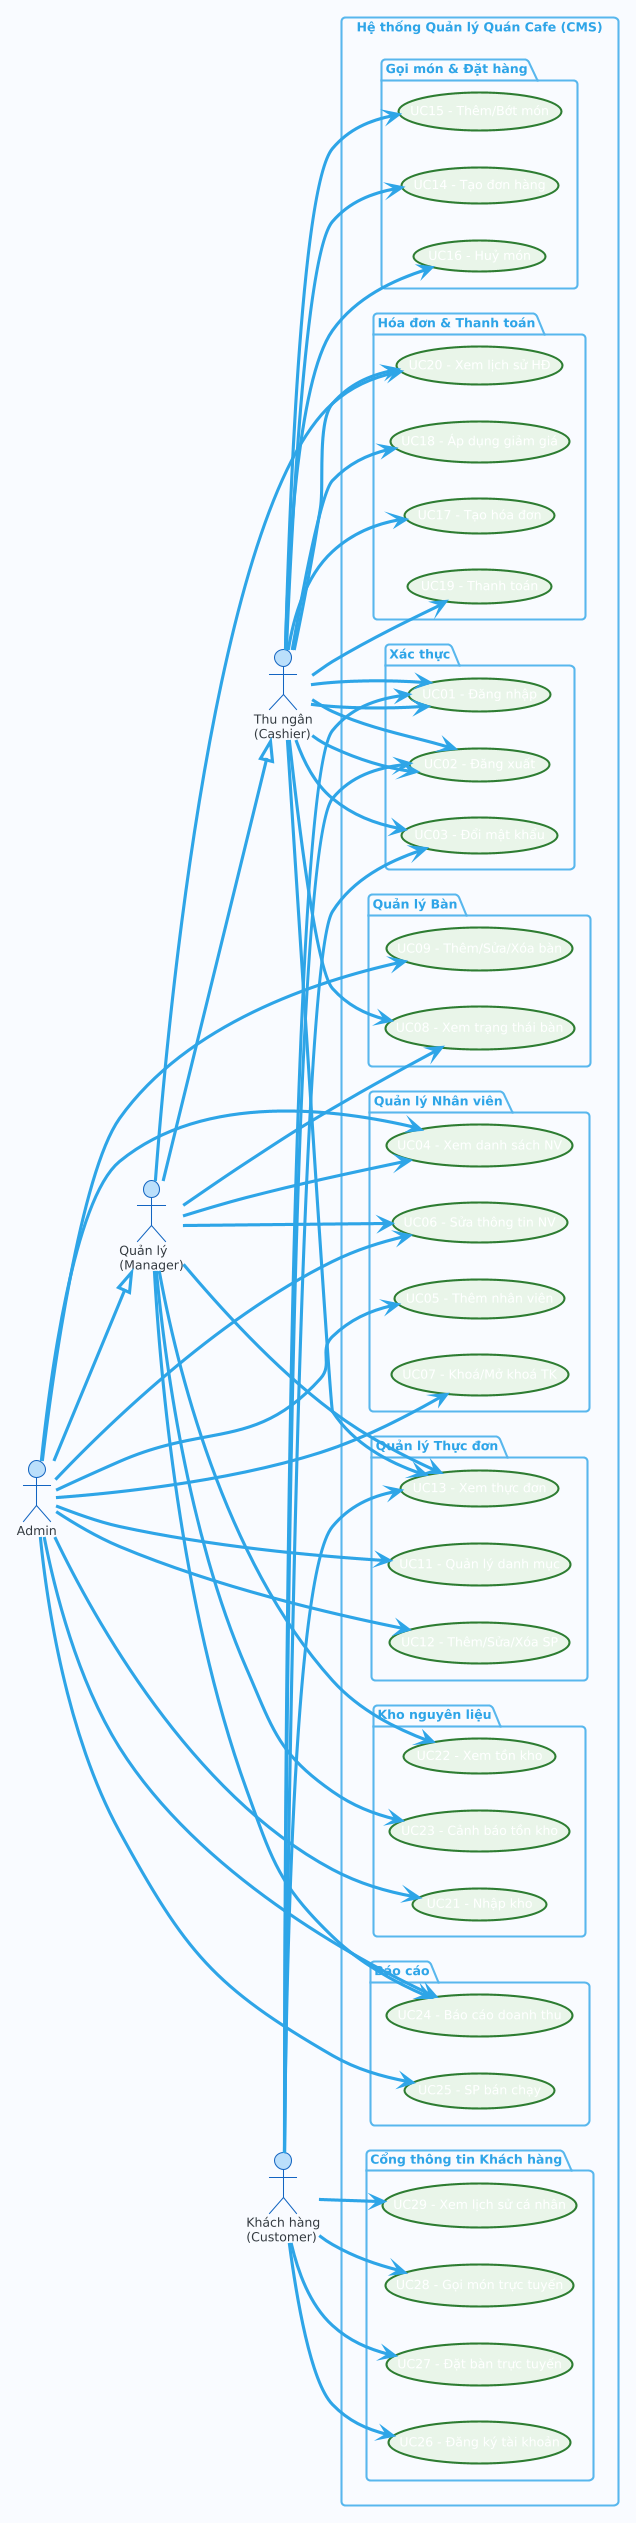 Hệ thống Quản lý Quán Cafe (CMS)
Gọi món & Đặt hàng
UC15 - Thêm/Bớt món
UC14 - Tạo đơn hàng
UC16 - Huỷ món
Hóa đơn & Thanh toán
UC20 - Xem lịch sử HĐ
UC18 - Áp dụng giảm giá
UC17 - Tạo hóa đơn
UC19 - Thanh toán
Xác thực
UC01 - Đăng nhập
UC02 - Đăng xuất
UC03 - Đổi mật khẩu
Thu ngân
(Cashier)
Quản lý Bàn
UC09 - Thêm/Sửa/Xóa bàn
UC08 - Xem trạng thái bàn
Quản lý Nhân viên
UC04 - Xem danh sách NV
UC06 - Sửa thông tin NV
UC05 - Thêm nhân viên
UC07 - Khoá/Mở khoá TK
Quản lý
(Manager)
Quản lý Thực đơn
UC13 - Xem thực đơn
UC11 - Quản lý danh mục
UC12 - Thêm/Sửa/Xóa SP
Admin
Kho nguyên liệu
UC22 - Xem tồn kho
UC23 - Cảnh báo tồn kho
UC21 - Nhập kho
Báo cáo
UC24 - Báo cáo doanh thu
UC25 - SP bán chạy
Cổng thông tin Khách hàng
UC29 - Xem lịch sử cá nhân
UC28 - Gọi món trực tuyến
UC27 - Đặt bàn trực tuyến
UC26 - Đăng ký tài khoản
Khách hàng
(Customer)